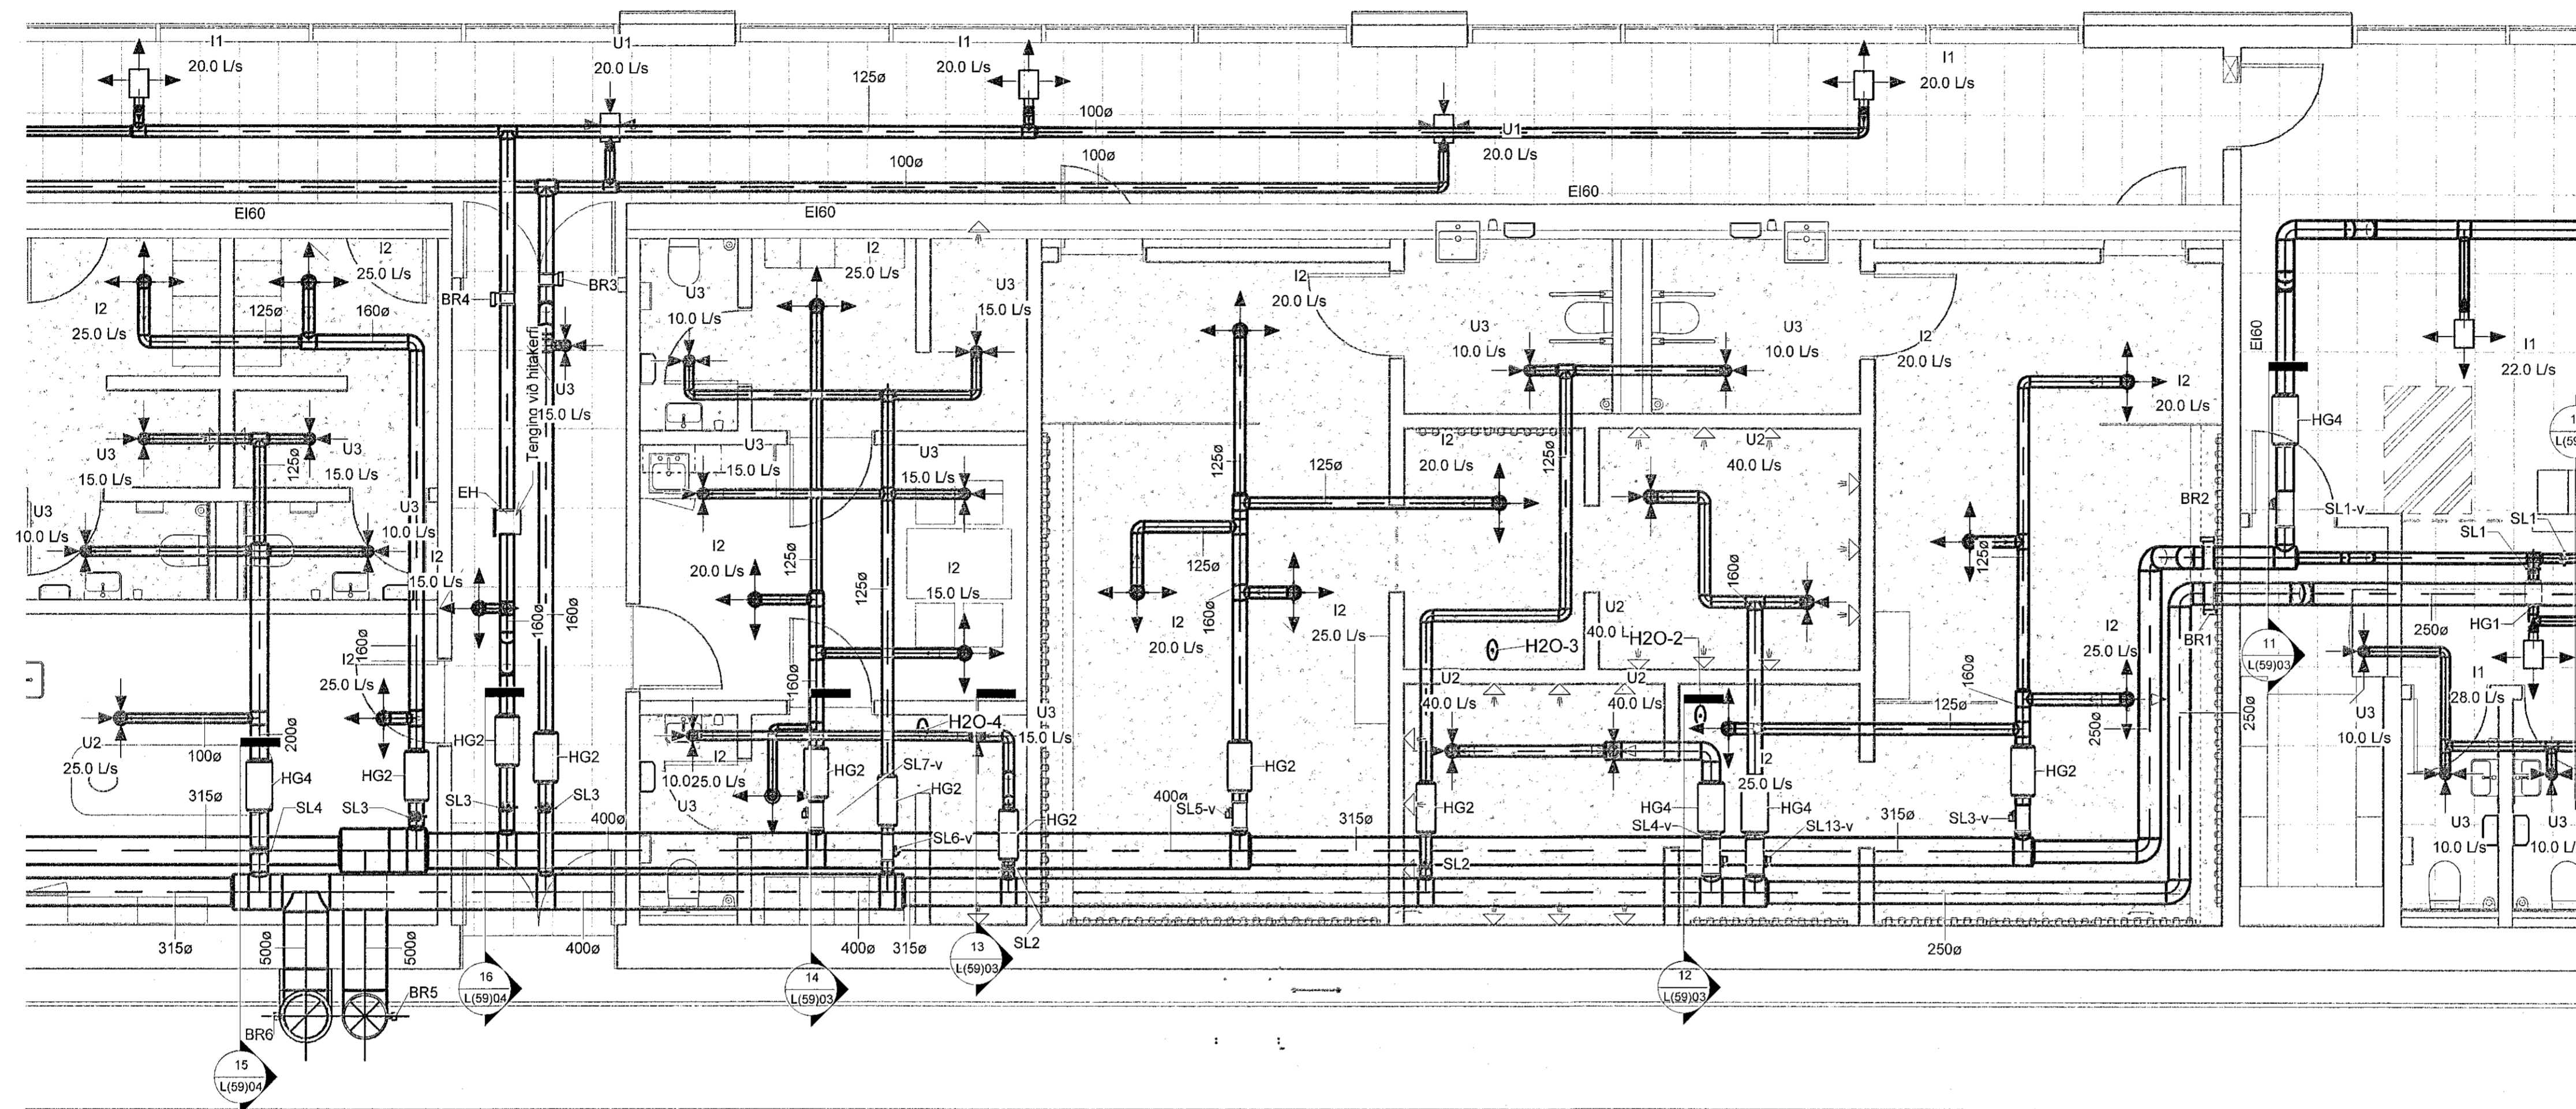 I1
20.0 L/s
U1
20.0 L/s
I1
20.0 L/s
I1
20.0 L/s
125ø
100ø
U1
20.0 L/s
100ø
100ø
EI60
EI60
EI60
I2
25.0 L/s
I2
25.0 L/s
125ø
160ø
BR4
BR3
Tenging við hitakerfi
U3
15.0 L/s
U3
10.0 L/s
I2
25.0 L/s
U3
15.0 L/s
I2
20.0 L/s
U3
10.0 L/s
U3
10.0 L/s
I2
20.0 L/s
I2
20.0 L/s
EI60
I1
22.0 L/s
HG4
U3
15.0 L/s
125ø
U3
15.0 L/s
U3
15.0 L/s
U3
15.0 L/s
125ø
125ø
I2
20.0 L/s
125ø
U2
40.0 L/s
BR2
SL1-v
SL1
SL1
U3
10.0 L/s
U3
10.0 L/s
EH
I2
15.0 L/s
I2
20.0 L/s
125ø
125ø
I2
15.0 L/s
125ø
160ø
125ø
160ø
160ø
160ø
I2
20.0 L/s
I2
25.0 L/s
U2
40.0 L
H2O-2
H2O-3
I2
25.0 L/s
BR1
250ø
HG1
11
L(59)03
160ø
I2
25.0 L/s
160ø
U2
40.0 L/s
U2
40.0 L/s
160ø
125ø
250ø
250ø
I1
28.0 L/s
U3
10.0 L/s
U2
25.0 L/s
100ø
200ø
HG4
HG2
HG2
HG2
H2O-4
U3
15.0 L/s
10.025.0 L/s
I2
U3
HG2
SL7-v
HG2
HG2
HG2
HG2
I2
25.0 L/s
HG4
HG4
HG2
315ø
SL4
SL3
SL3
SL3
400ø
SL6-v
400ø
SL5-v
315ø
SL2
SL4-v
SL13-v
315ø
SL3-v
U3
10.0 L/s
U3
315ø
500ø
500ø
400ø
400ø
315ø
SL2
250ø
13
L(59)03
16
L(59)04
14
L(59)03
12
L(59)03
BR5
BR6
15
L(59)04